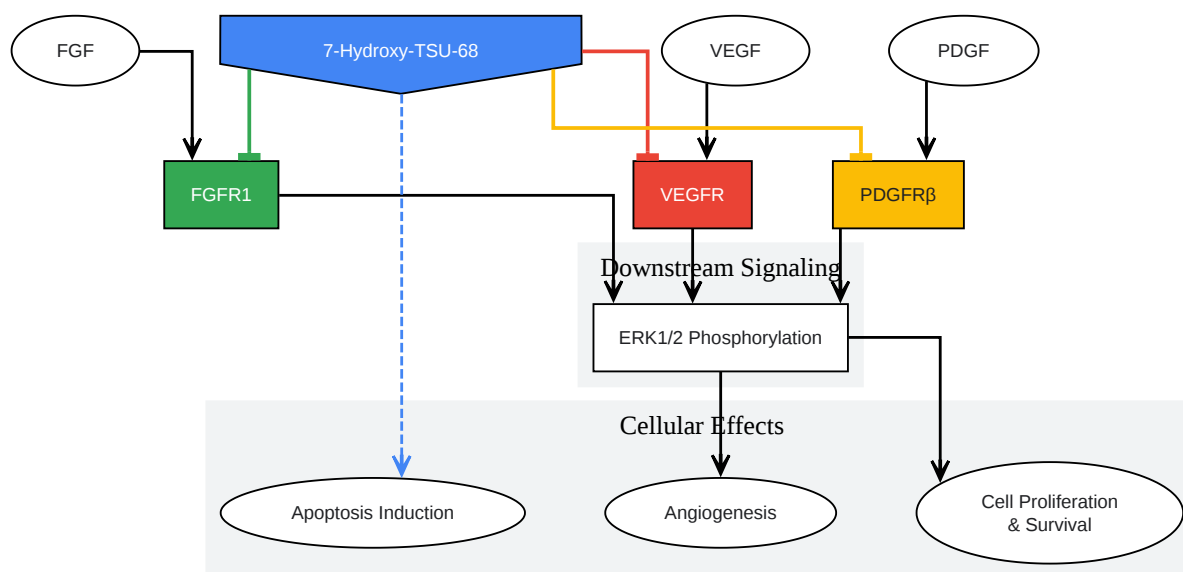 FGF
7-Hydroxy-TSU-68
VEGF
PDGF
FGFR1
VEGFR
PDGFRβ
Downstream Signaling
ERK1/2 Phosphorylation
Cellular Effects
Apoptosis Induction
Angiogenesis
Cell Proliferation
& Survival